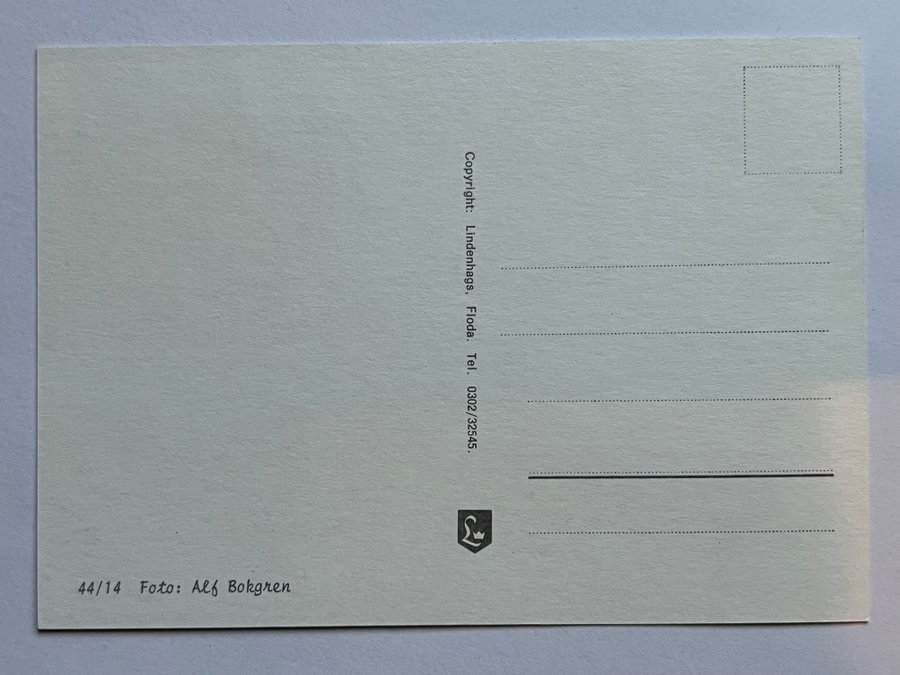 Copyright: Lindenhags, Floda. Tel. 0302/32545.
L
44/14 Foto: Alf Bokgren